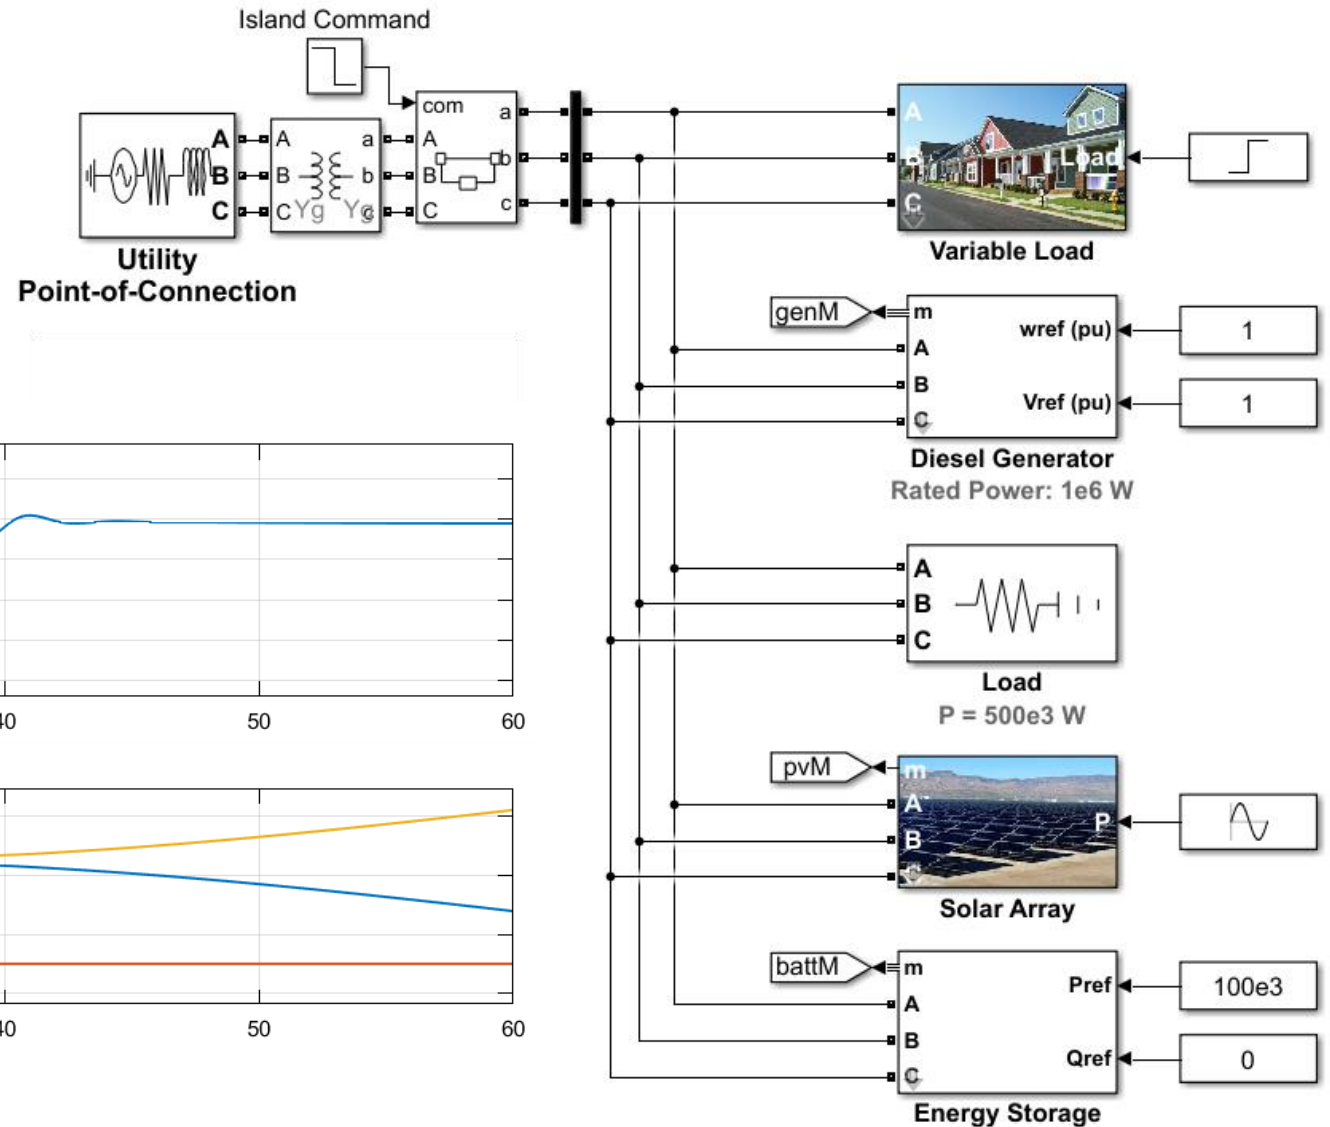 Island Command
com
A
B
C
a
b
c
A
B
C
A
B
C
a
b
c
Yg
Yg
Utility
Point-of-Connection
A
B
C
Load
Variable Load
genM
m
A
B
C
wref (pu)
Vref (pu)
1
1
Diesel Generator
Rated Power: 1e6 W
A
B
C
Load
P = 500e3 W
pvM
m
A
B
C
P
Solar Array
battM
m
A
B
C
Pref
Qref
100e3
0
Energy Storage
40
50
60
40
50
60